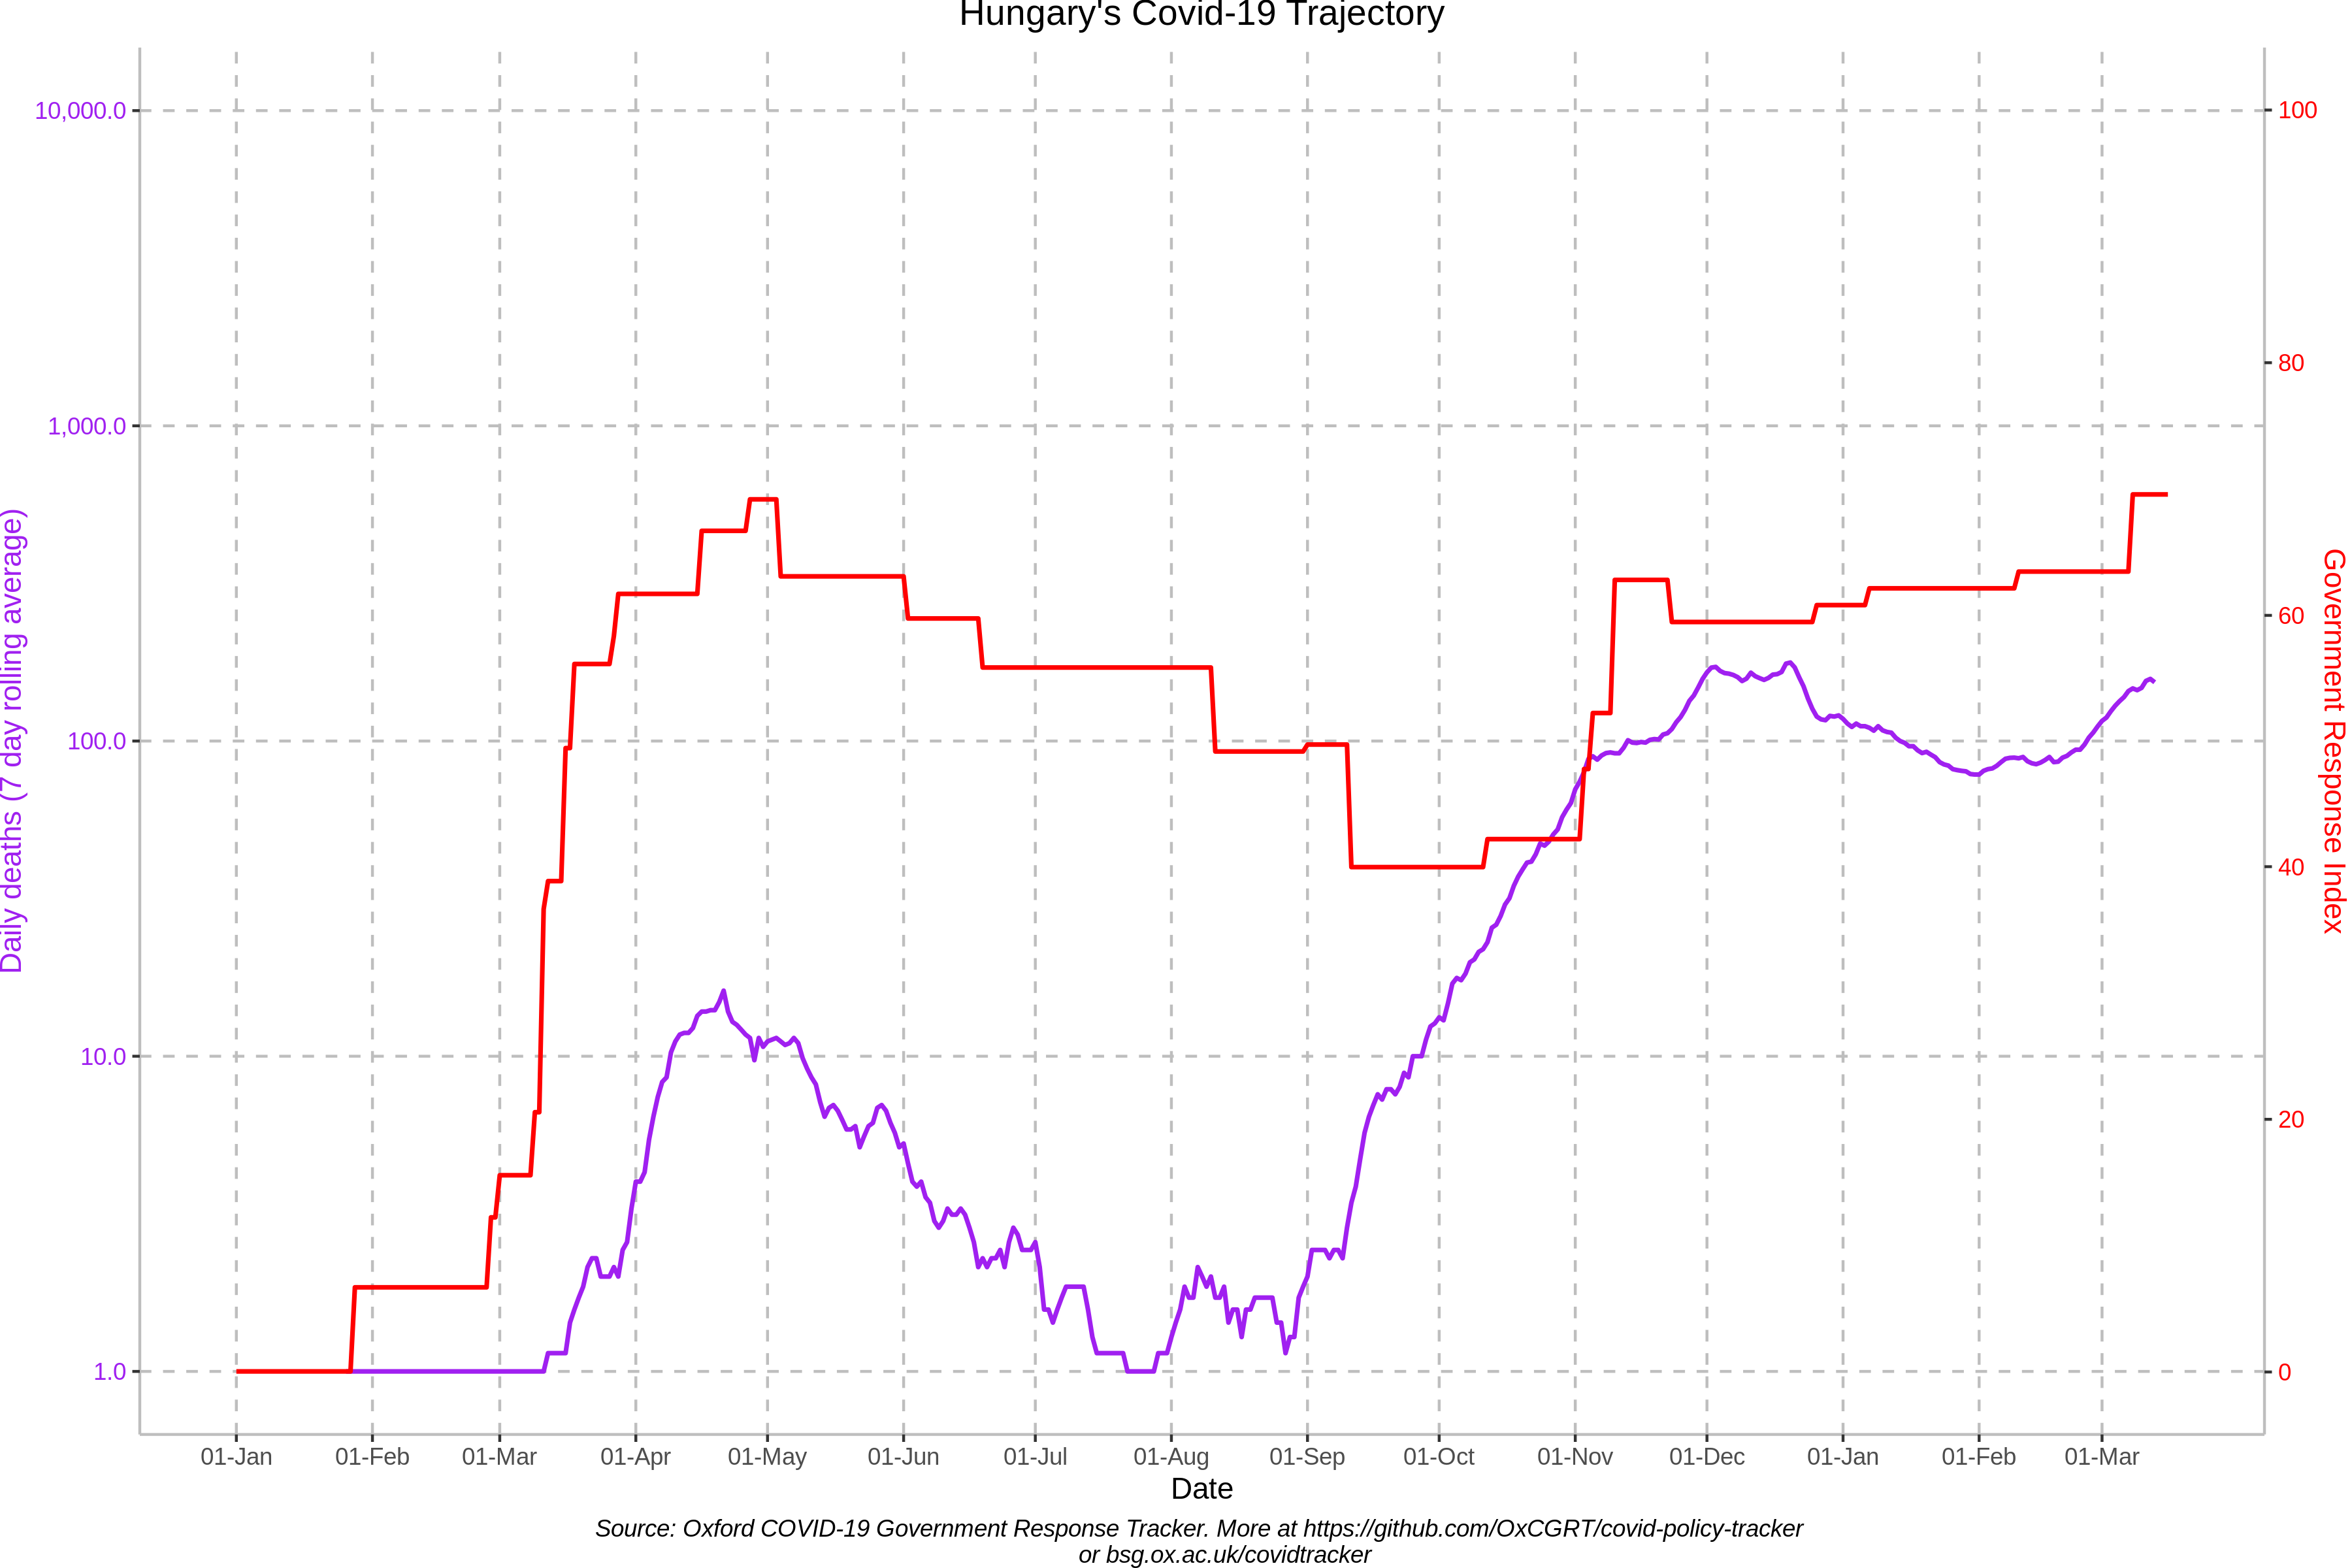 Hungary's Covid-19 Trajectory
10,000.0
1,000.0
100.0
10.0
1.0
Daily deaths (7 day rolling average)
100
80
60
40
20
0
Government Response Index
01-Jan 01-Feb 01-Mar 01-Apr 01-May 01-Jun 01-Jul 01-Aug 01-Sep 01-Oct 01-Nov 01-Dec 01-Jan 01-Feb 01-Mar
Date
Source: Oxford COVID-19 Government Response Tracker. More at https://github.com/OxCGRT/covid-policy-tracker
or bsg.ox.ac.uk/covidtracker